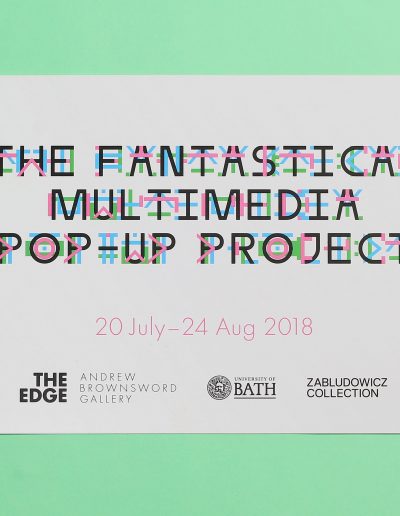 THE FANTASTICA
MULTIMEDIA
POP-UP PROJECT
20 July–24 Aug 2018
THE
EDGE
ANDREW
BROWNSWORD
GALLERY
UNIVERSITY OF
BATH
ZABLUDOWICZ
COLLECTION